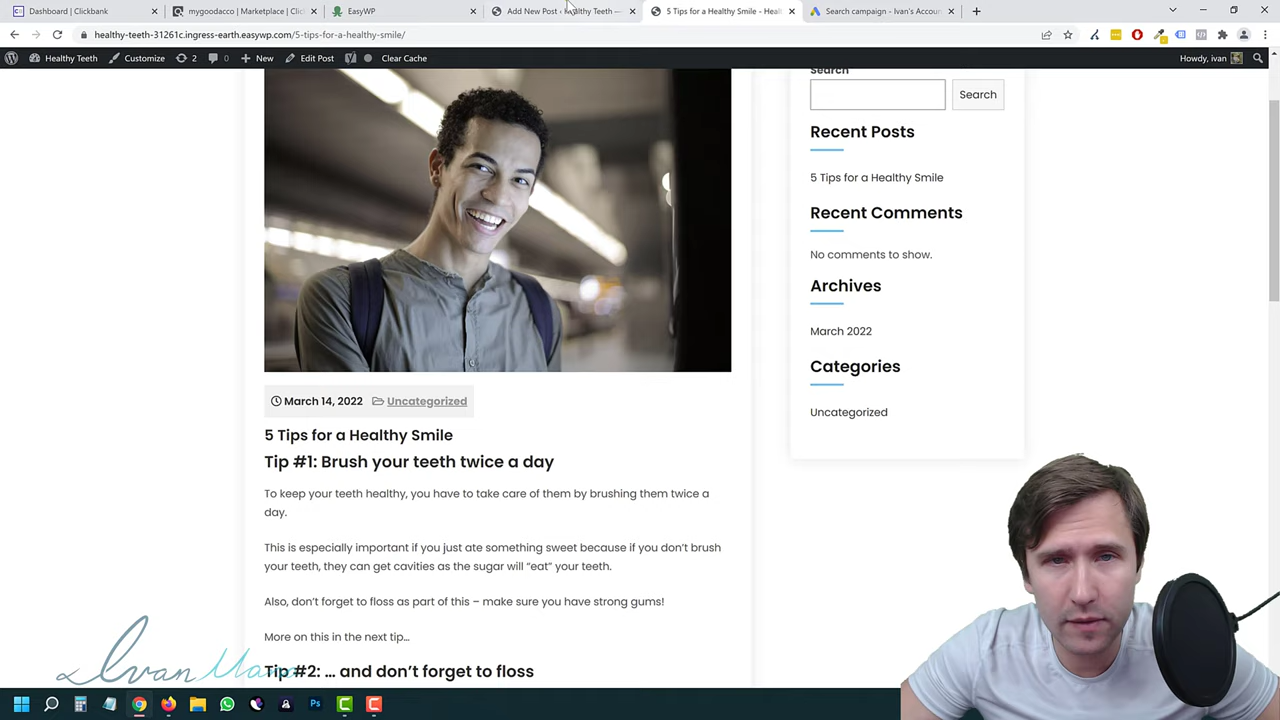 Dashboard | Clickbank
mygoodacco | Marketplace | Clic
EasyWP
Add New Post ‹ Healthy Teeth —
5 Tips for a Healthy Smile - Heal
Search campaign - Ivan's Accou
healthy-teeth-31261c.ingress-earth.easywp.com/5-tips-for-a-healthy-smile/
Healthy Teeth
Customize
2
0
New
Edit Post
Clear Cache
Howdy, ivan
Search
Search
Recent Posts
5 Tips for a Healthy Smile
Recent Comments
No comments to show.
Archives
March 2022
Categories
Uncategorized
March 14, 2022 Uncategorized
5 Tips for a Healthy Smile
Tip #1: Brush your teeth twice a day
To keep your teeth healthy, you have to take care of them by brushing them twice a
day.
This is especially important if you just ate something sweet because if you don’t brush
your teeth, they can get cavities as the sugar will “eat” your teeth.
Also, don’t forget to floss as part of this – make sure you have strong gums!
More on this in the next tip…
Tip #2: … and don’t forget to floss
Ivan